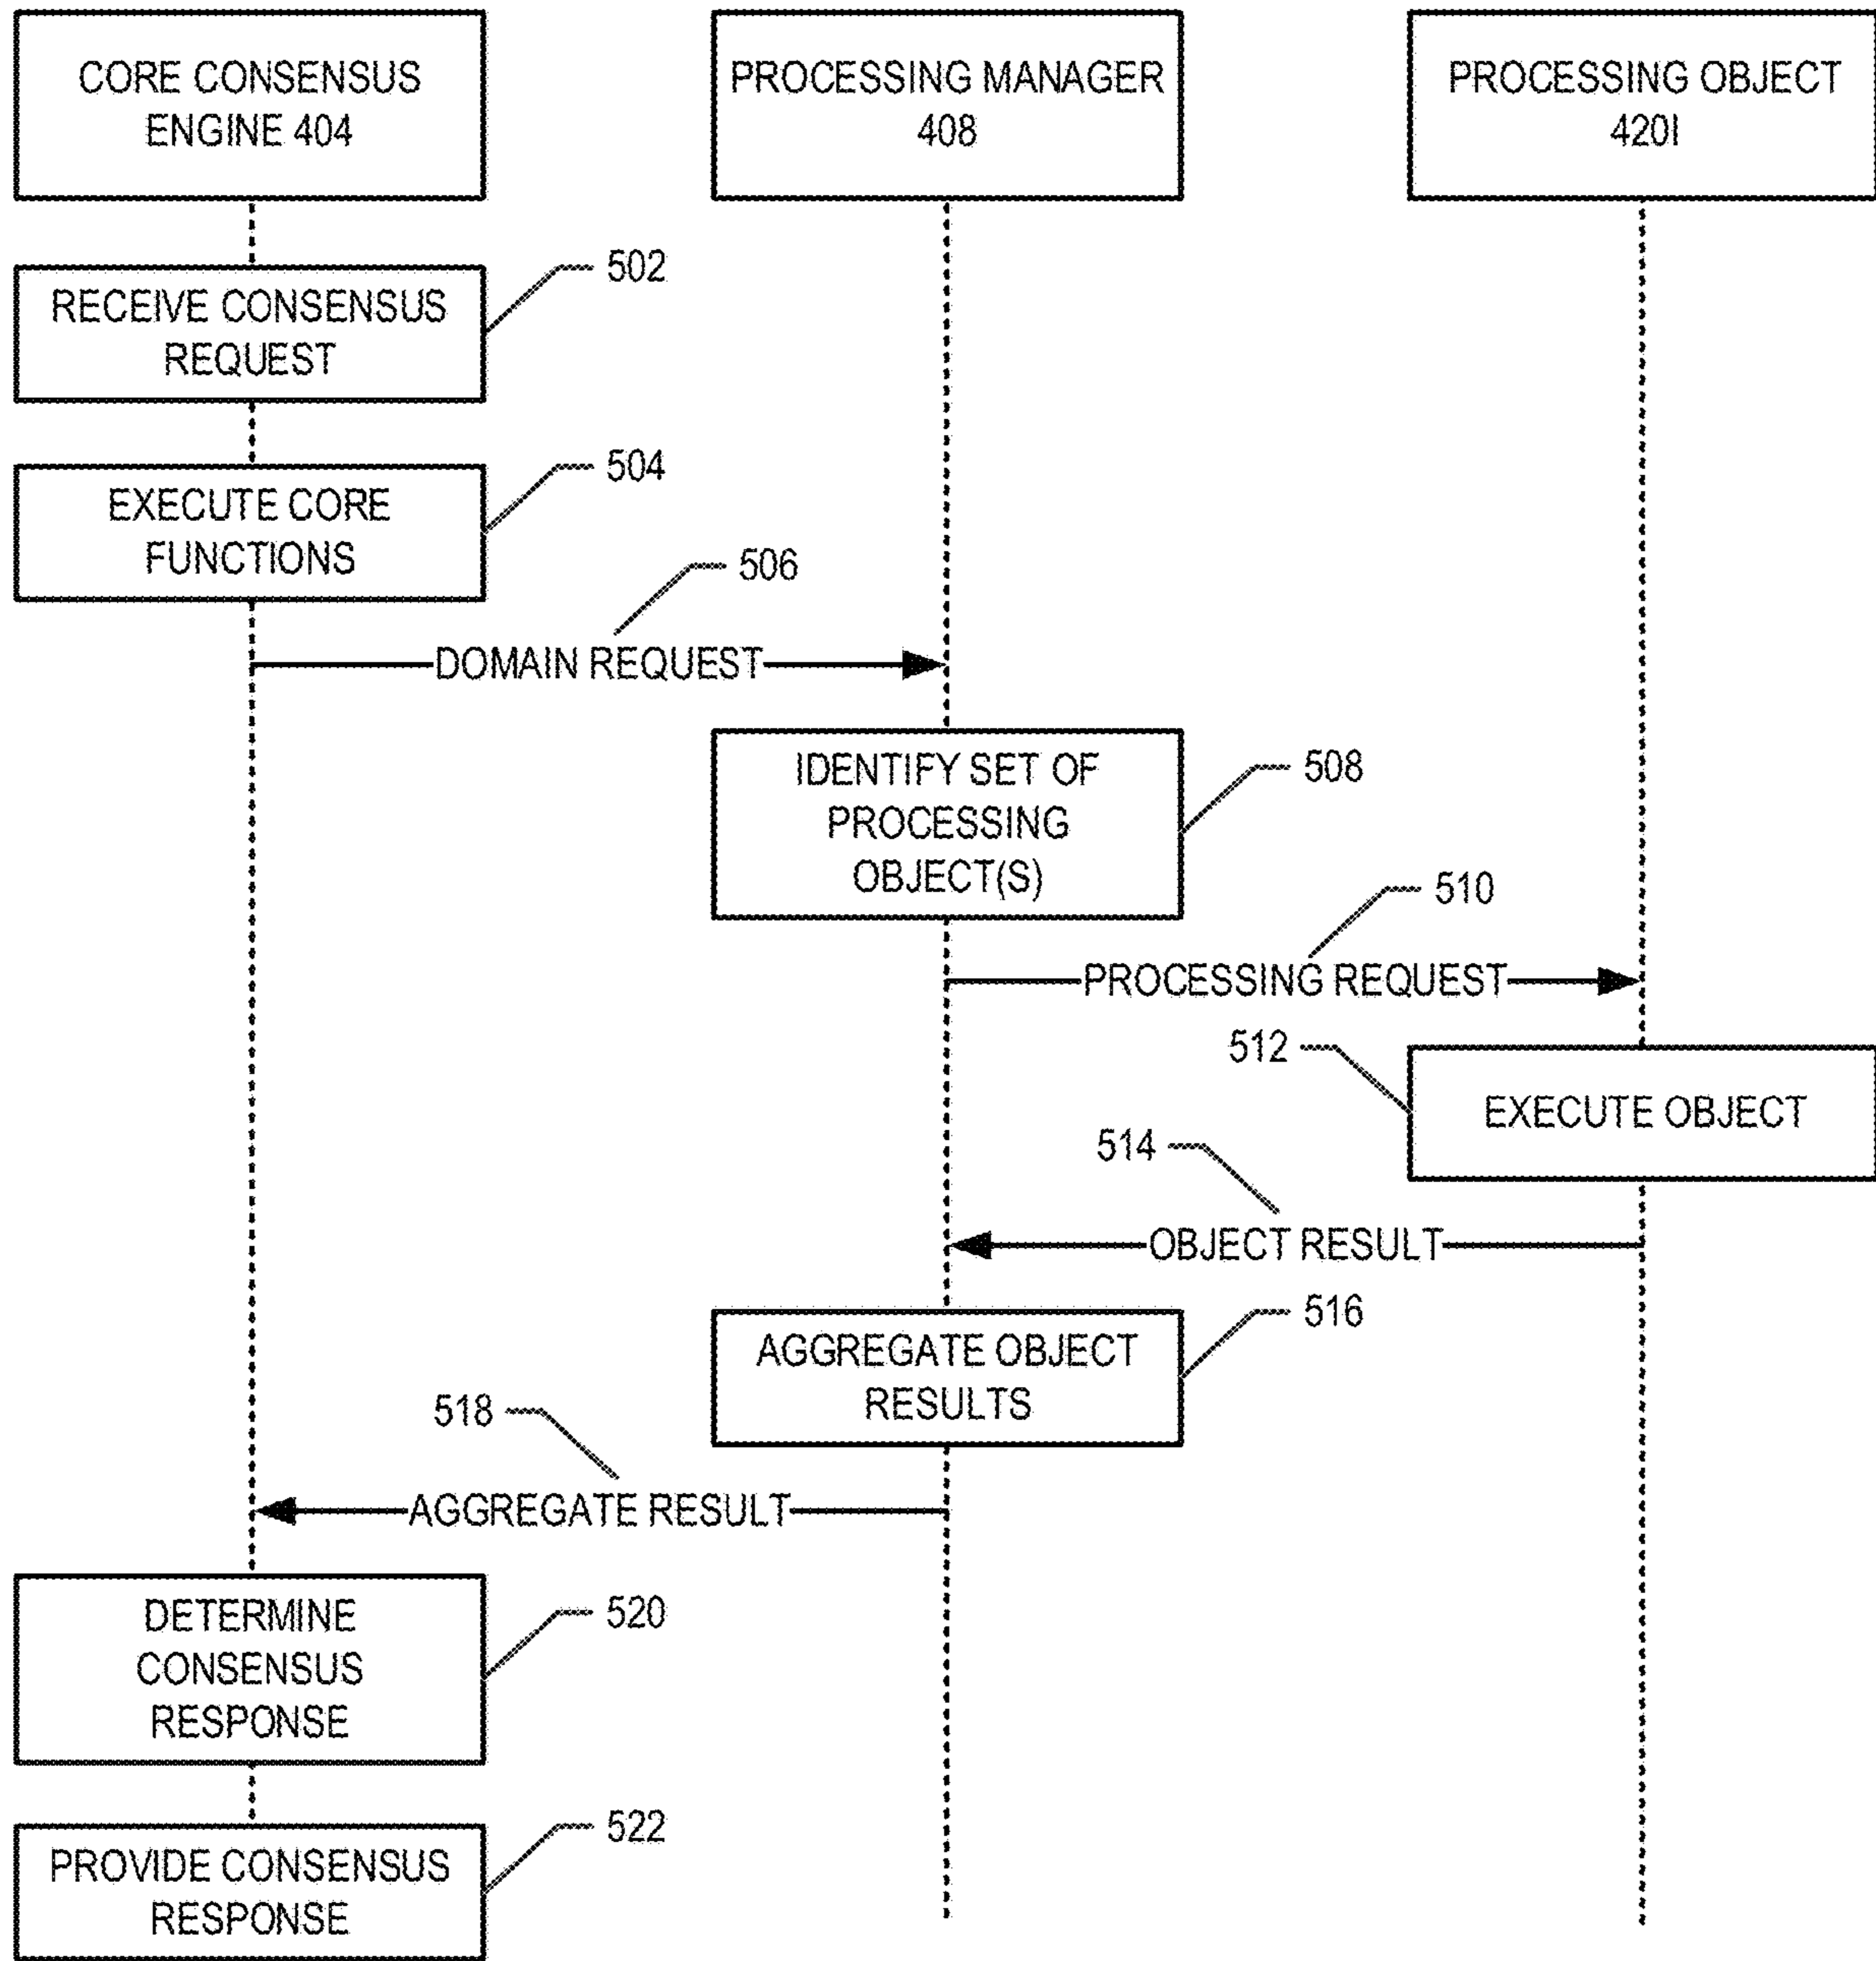 CORE CONSENSUS
ENGINE 404
PROCESSING MANAGER
408
PROCESSING OBJECT
420I
502
RECEIVE CONSENSUS
REQUEST
504
EXECUTE CORE
FUNCTIONS
506
DOMAIN REQUEST
IDENTIFY SET OF
PROCESSING
OBJECT(S)
508
510
PROCESSING REQUEST
512
EXECUTE OBJECT
514
OBJECT RESULT
516
AGGREGATE OBJECT
RESULTS
518
AGGREGATE RESULT
DETERMINE
CONSENSUS
RESPONSE
520
522
PROVIDE CONSENSUS
RESPONSE